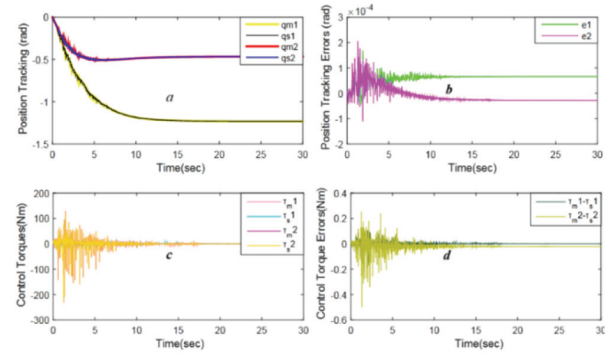 0
-0.5
-1
-1.5
Position Tracking (rad)
qm1
qs1
qm2
qs2
a
0 5 10 15 20 25 30
Time(sec)
×10⁻⁴
3
2
1
0
-1
-2
Position Tracking Errors (rad)
e1
e2
b
0 5 10 15 20 25 30
Time(sec)
200
100
0
-100
-200
-300
Control Torques(Nm)
τm1
τs1
τm2
τs2
c
0 5 10 15 20 25 30
Time(sec)
0.4
0.2
0
-0.2
-0.4
-0.6
Control Torque Errors(Nm)
τm1-τs1
τm2-τs2
d
0 5 10 15 20 25 30
Time(sec)